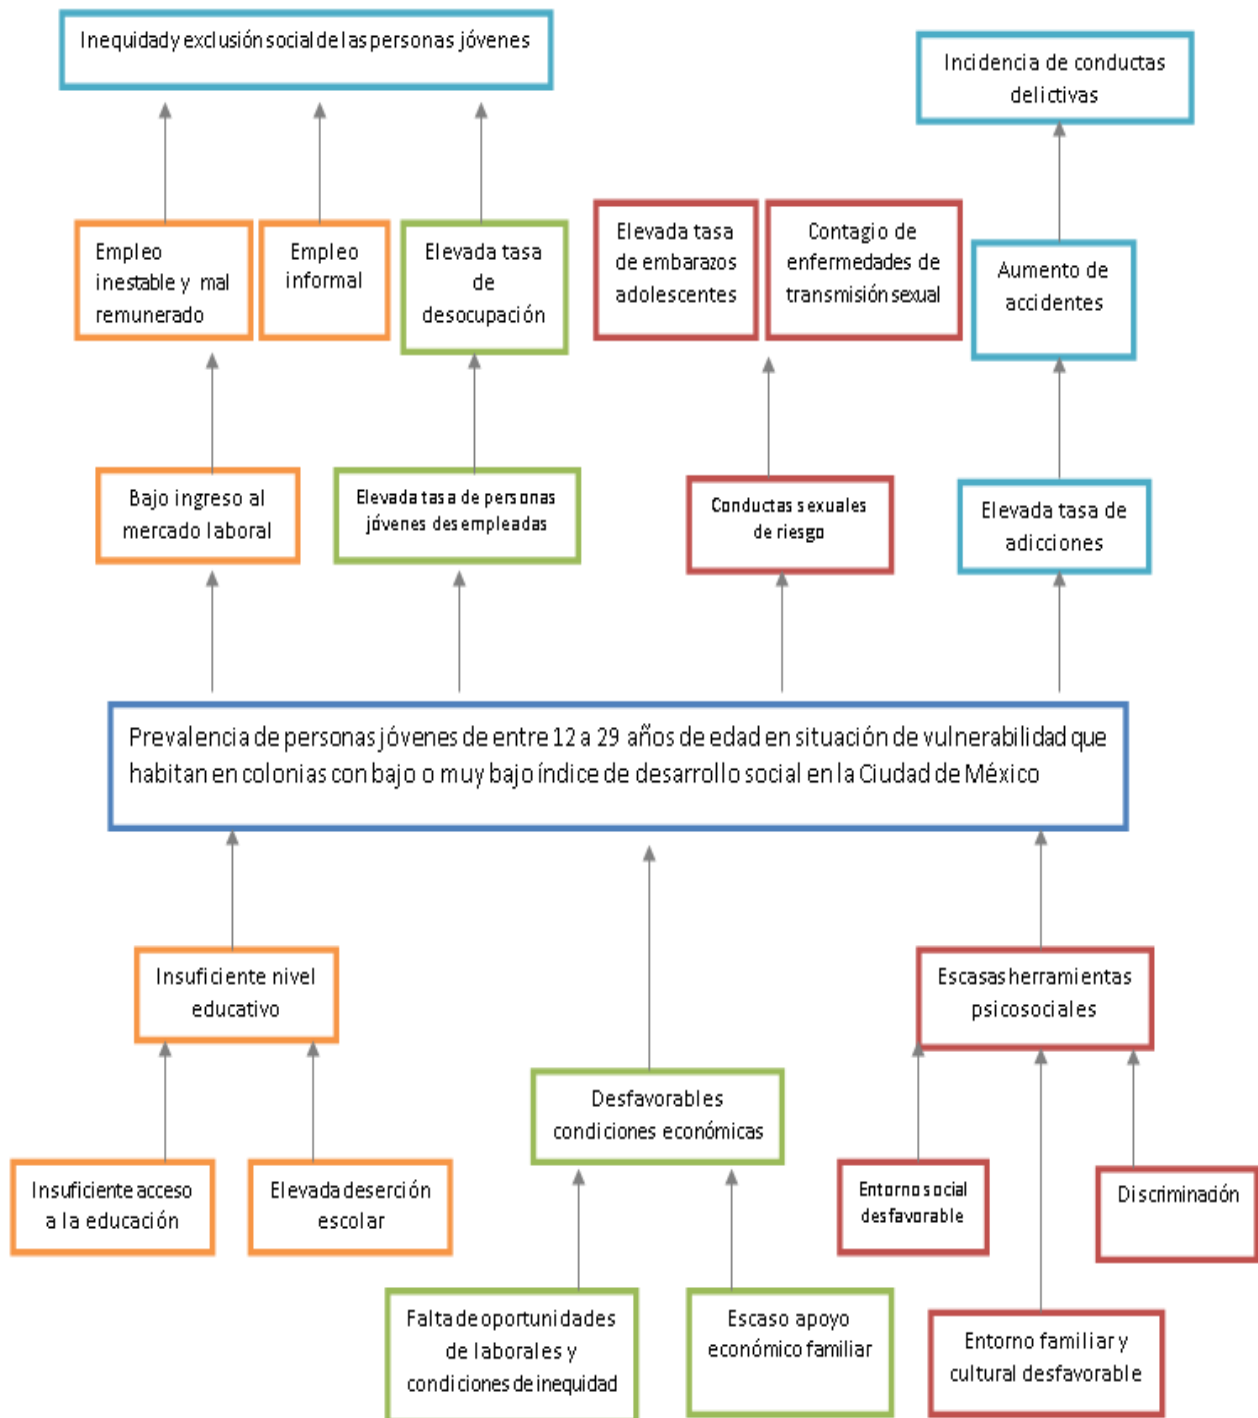 Inequidad y exclusión social de las personas jóvenes
Incidencia de conductas
delictivas
Empleo
inestable y mal
remunerado
Empleo
informal
Elevada tasa
de
desocupación
Elevada tasa
de embarazos
adolescentes
Contagio de
enfermedades de
transmisión sexual
Aumento de
accidentes
Bajo ingreso al
mercado laboral
Elevada tasa de personas
jóvenes desempleadas
Conductas sexuales
de riesgo
Elevada tasa de
adicciones
Prevalencia de personas jóvenes de entre 12 a 29 años de edad en situación de vulnerabilidad que
habitan en colonias con bajo o muy bajo índice de desarrollo social en la Ciudad de México
Insuficiente nivel
educativo
Escasas herramientas
psicosociales
Desfavorables
condiciones económicas
Insuficiente acceso
a la educación
Elevada deserción
escolar
Entorno social
desfavorable
Discriminación
Falta de oportunidades
de laborales y
condiciones de inequidad
Escaso apoyo
económico familiar
Entorno familiar y
cultural desfavorable